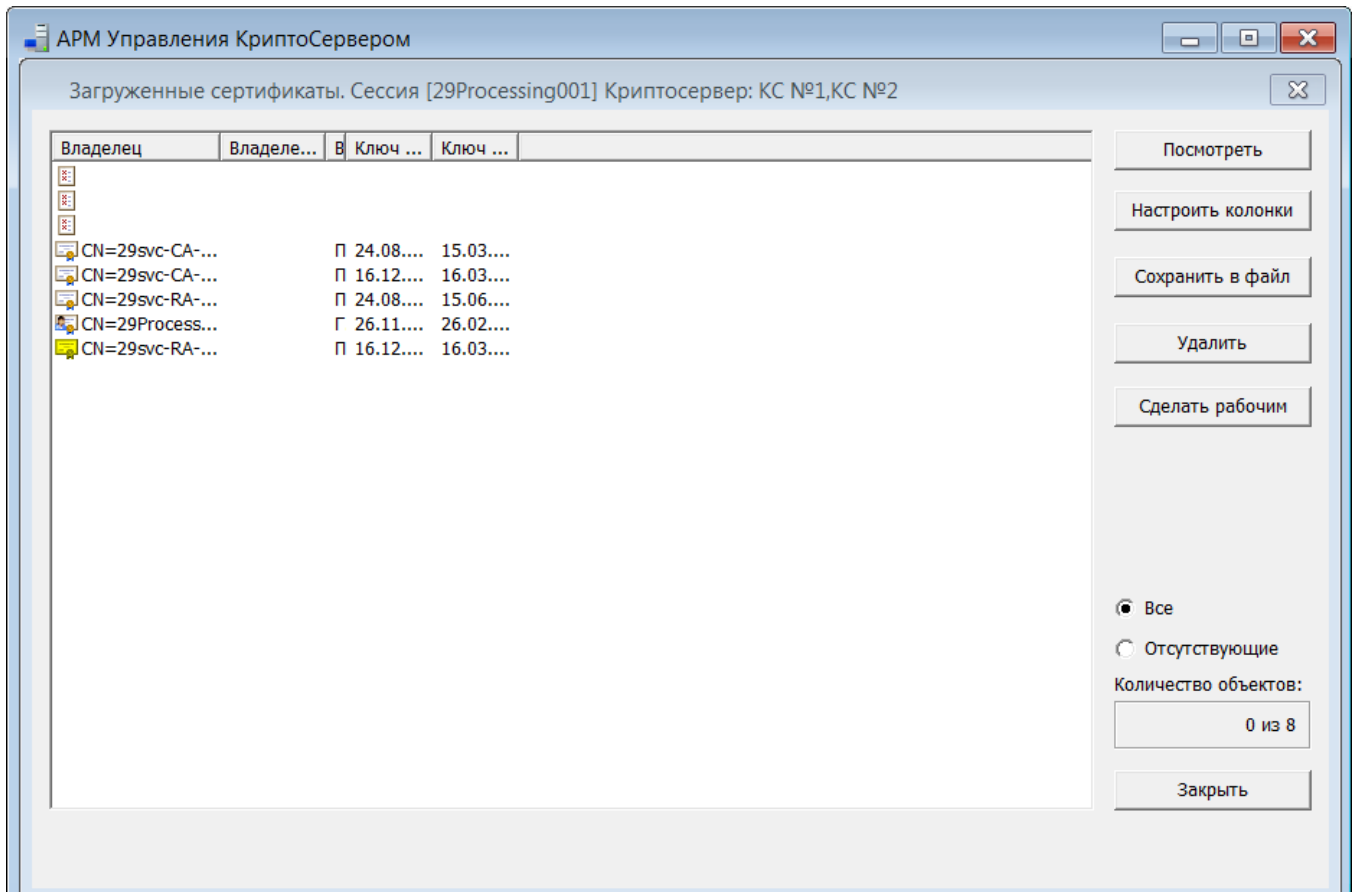 АРМ Управления КриптоСервером
Загруженные сертификаты. Сессия [29Processing001] Криптосервер: КС №1,КС №2
Владелец Владеле... В Ключ ... Ключ ...
CN=29svc-CA-... П 24.08.... 15.03....
CN=29svc-CA-... П 16.12.... 16.03....
CN=29svc-RA-... П 24.08.... 15.06....
CN=29Process... Г 26.11.... 26.02....
CN=29svc-RA-... П 16.12.... 16.03....
Посмотреть
Настроить колонки
Сохранить в файл
Удалить
Сделать рабочим
Все
Отсутствующие
Количество объектов:
0 из 8
Закрыть